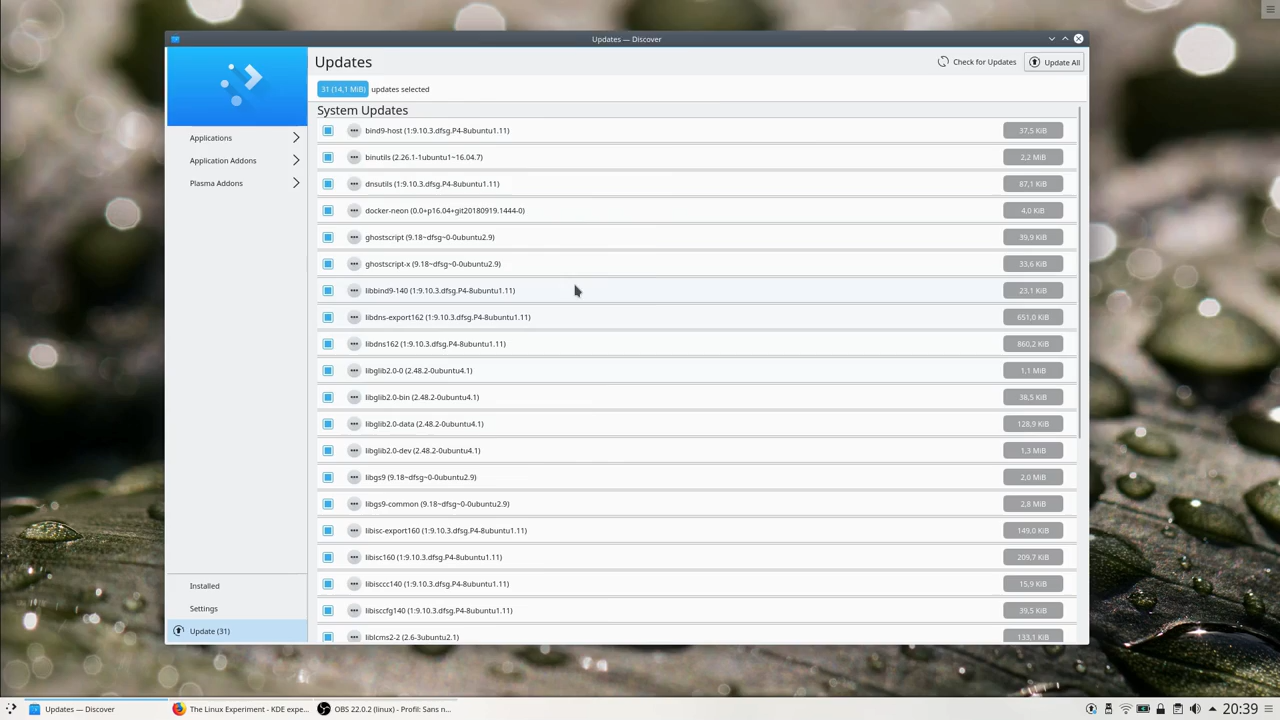 Updates — Discover
Updates
Check for Updates
Update All
31 (14,1 MiB) updates selected
System Updates
Applications
Application Addons
Plasma Addons
bind9-host (1:9.10.3.dfsg.P4-8ubuntu1.11) 37,5 KiB
binutils (2.26.1-1ubuntu1~16.04.7) 2,2 MiB
dnsutils (1:9.10.3.dfsg.P4-8ubuntu1.11) 87,1 KiB
docker-neon (0.0+p16.04+git20180919.1444-0) 4,0 KiB
ghostscript (9.18~dfsg~0-0ubuntu2.9) 39,9 KiB
ghostscript-x (9.18~dfsg~0-0ubuntu2.9) 33,6 KiB
libbind9-140 (1:9.10.3.dfsg.P4-8ubuntu1.11) 23,1 KiB
libdns-export162 (1:9.10.3.dfsg.P4-8ubuntu1.11) 651,0 KiB
libdns162 (1:9.10.3.dfsg.P4-8ubuntu1.11) 860,2 KiB
libglib2.0-0 (2.48.2-0ubuntu4.1) 1,1 MiB
libglib2.0-bin (2.48.2-0ubuntu4.1) 38,5 KiB
libglib2.0-data (2.48.2-0ubuntu4.1) 128,9 KiB
libglib2.0-dev (2.48.2-0ubuntu4.1) 1,3 MiB
libgs9 (9.18~dfsg~0-0ubuntu2.9) 2,0 MiB
libgs9-common (9.18~dfsg~0-0ubuntu2.9) 2,8 MiB
libisc-export160 (1:9.10.3.dfsg.P4-8ubuntu1.11) 149,0 KiB
libisc160 (1:9.10.3.dfsg.P4-8ubuntu1.11) 209,7 KiB
libisccc140 (1:9.10.3.dfsg.P4-8ubuntu1.11) 15,9 KiB
libisccfg140 (1:9.10.3.dfsg.P4-8ubuntu1.11) 39,5 KiB
liblcms2-2 (2.6-3ubuntu2.1) 133,1 KiB
Installed
Settings
Update (31)
Updates — Discover
The Linux Experiment - KDE expe...
OBS 22.0.2 (linux) - Profil: Sans n...
20:39